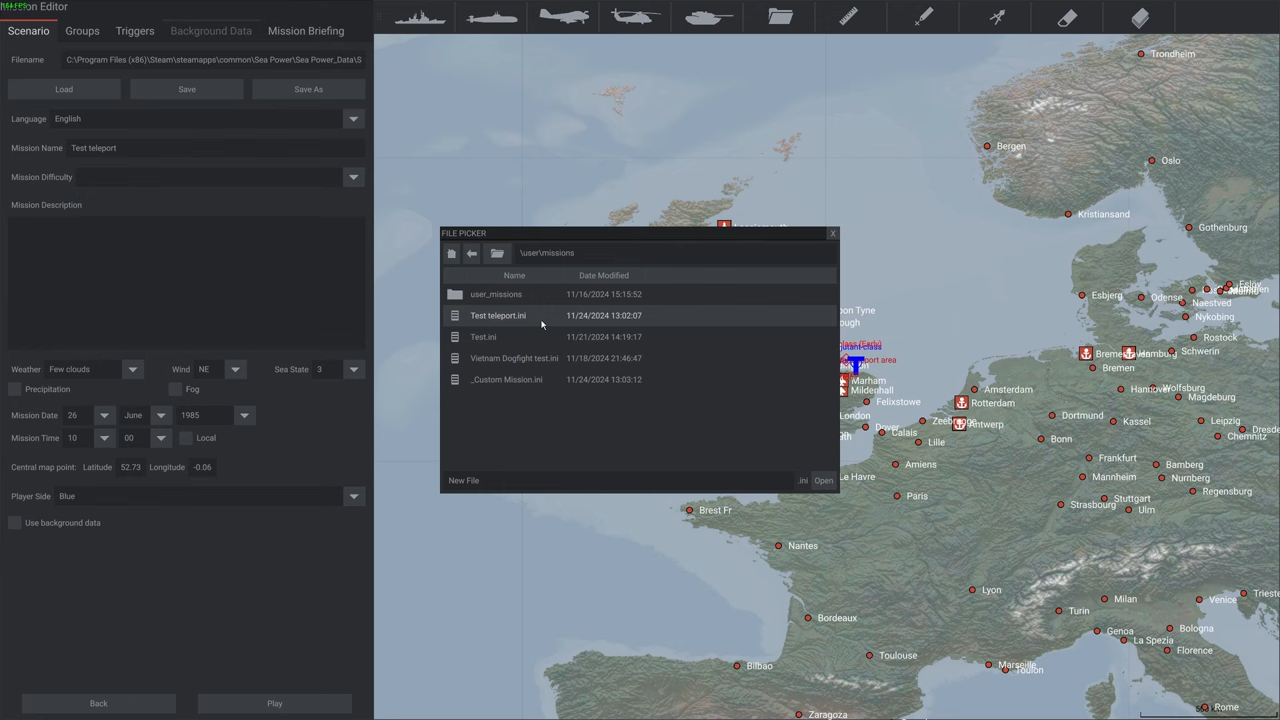 Mission Editor
Scenario
Groups
Triggers
Background Data
Mission Briefing
Filename
C:\Program Files (x86)\Steam\steamapps\common\Sea Power\Sea Power_Data\S
Load
Save
Save As
Language
English
Mission Name
Test teleport
Mission Difficulty
Mission Description
Weather
Few clouds
Wind
NE
Sea State
3
Precipitation
Fog
Mission Date
26
June
1985
Mission Time
10
00
Local
Central map point:
Latitude
52.73
Longitude
-0.06
Player Side
Blue
Use background data
Back
Play
FILE PICKER
X
\user\missions
Name
Date Modified
user_missions
11/16/2024 15:15:52
Test teleport.ini
11/24/2024 13:02:07
Test.ini
11/21/2024 14:19:17
Vietnam Dogfight test.ini
11/18/2024 21:46:47
_Custom Mission.ini
11/24/2024 13:03:12
New File
.ini
Open
Trondheim
Bergen
Oslo
Kristiansand
Gothenburg
Esbjerg
Odense
Naestved
Nykobing
Rostock
Schwerin
Hamburg
Bremen
Hannover
Wolfsburg
Magdeburg
Amsterdam
Rotterdam
Antwerp
Dortmund
Kassel
Leipzig
Chemnitz
Bonn
Frankfurt
Mannheim
Bamberg
Nurnberg
Regensburg
Strasbourg
Stuttgart
Ulm
Marham
Mildenhall
Felixstowe
London
Dover
Calais
Lille
Amiens
Le Havre
Paris
Brest Fr
Nantes
Bordeaux
Toulouse
Bilbao
Zaragoza
Lyon
Marseille
Toulon
Turin
Milan
Genoa
La Spezia
Bologna
Florence
Venice
Rome